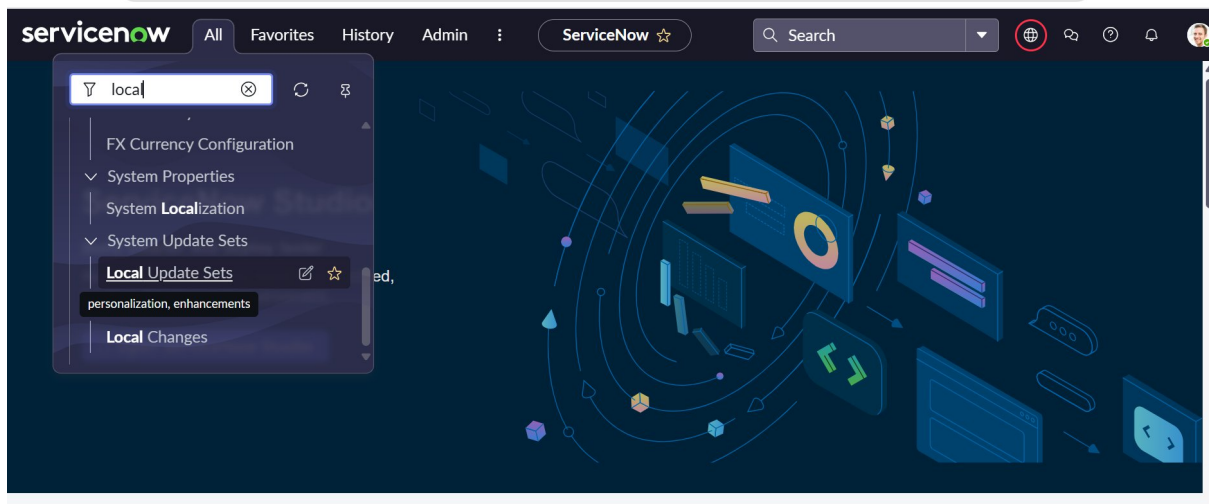 servicenow All Favorites History Admin ServiceNow Search
local
FX Currency Configuration
System Properties
System Localization
System Update Sets
Local Update Sets
ed,
personalization, enhancements
Local Changes